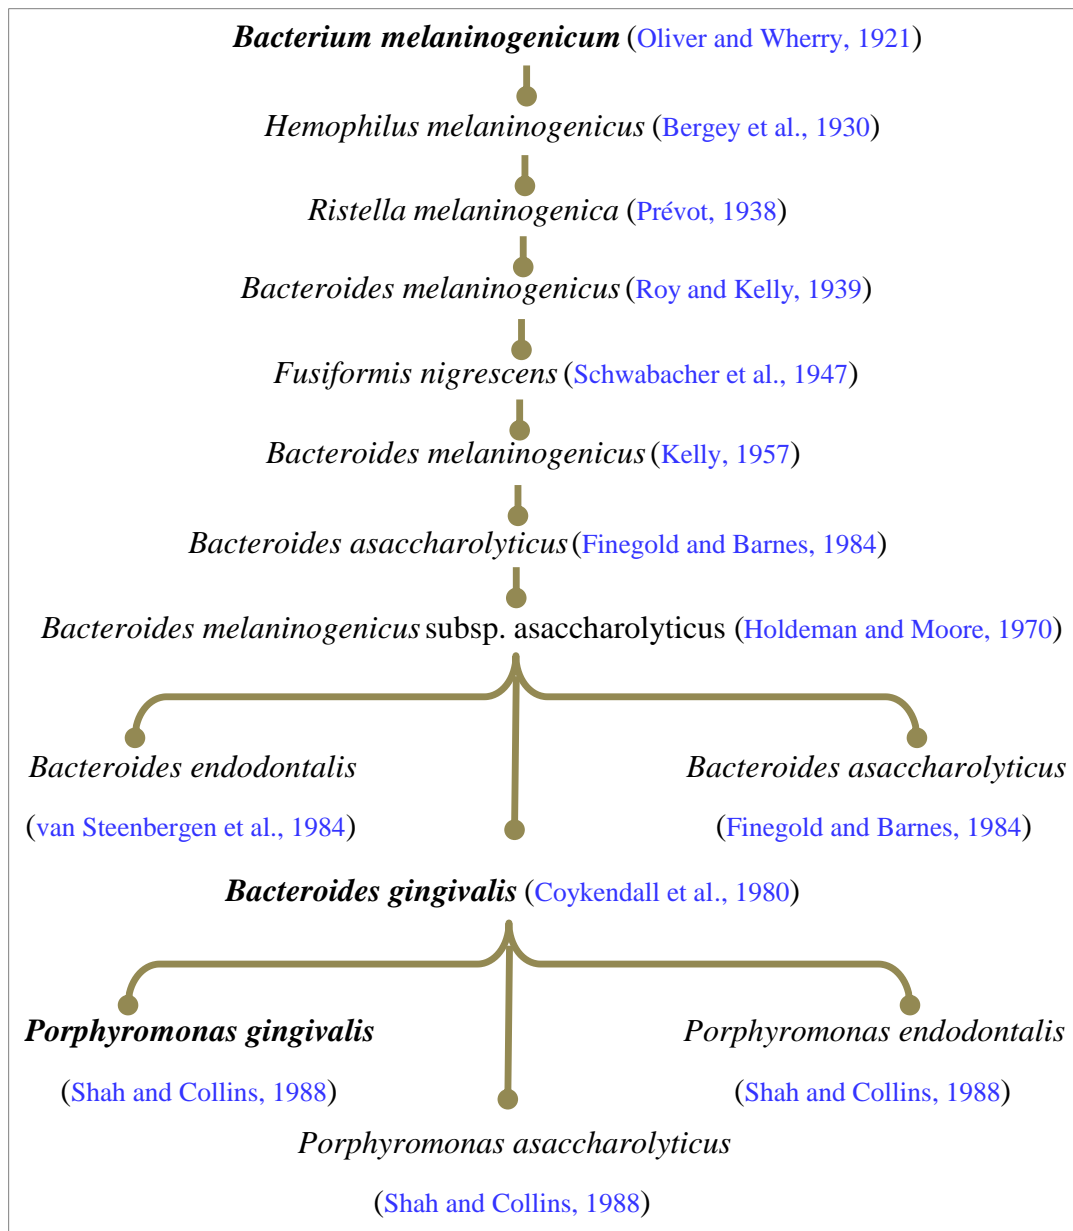 Bacterium melaninogenicum (Oliver and Wherry, 1921)
Hemophilus melaninogenicus (Bergey et al., 1930)
Ristella melaninogenica (Prévot, 1938)
Bacteroides melaninogenicus (Roy and Kelly, 1939)
Fusiformis nigrescens (Schwabacher et al., 1947)
Bacteroides melaninogenicus (Kelly, 1957)
Bacteroides asaccharolyticus (Finegold and Barnes, 1984)
Bacteroides melaninogenicus subsp. asaccharolyticus (Holdeman and Moore, 1970)
Bacteroides endodontalis
(van Steenbergen et al., 1984)
Bacteroides asaccharolyticus
(Finegold and Barnes, 1984)
Bacteroides gingivalis (Coykendall et al., 1980)
Porphyromonas gingivalis
(Shah and Collins, 1988)
Porphyromonas endodontalis
(Shah and Collins, 1988)
Porphyromonas asaccharolyticus
(Shah and Collins, 1988)